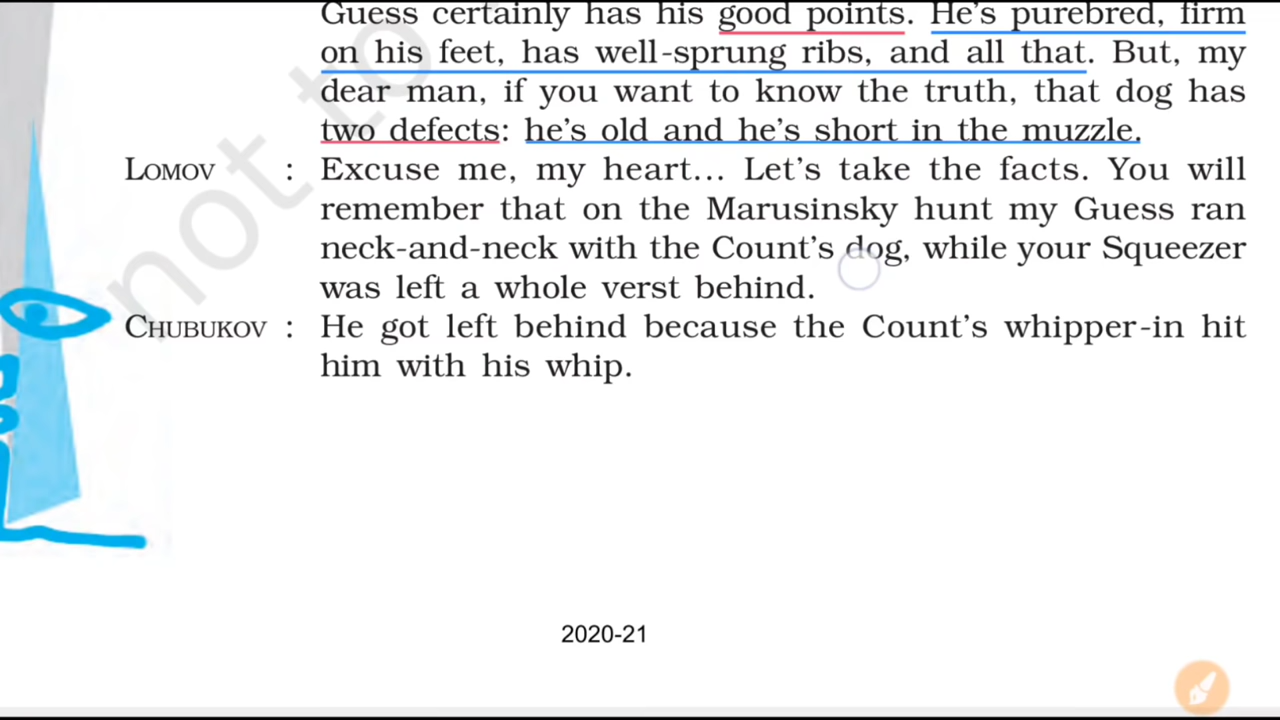 Guess certainly has his good points. He's purebred, firm
on his feet, has well-sprung ribs, and all that. But, my
dear man, if you want to know the truth, that dog has
two defects: he's old and he's short in the muzzle.
LOMOV : Excuse me, my heart... Let's take the facts. You will
remember that on the Marusinsky hunt my Guess ran
neck-and-neck with the Count's dog, while your Squeezer
was left a whole verst behind.
CHUBUKOV : He got left behind because the Count's whipper-in hit
him with his whip.
not to
2020-21